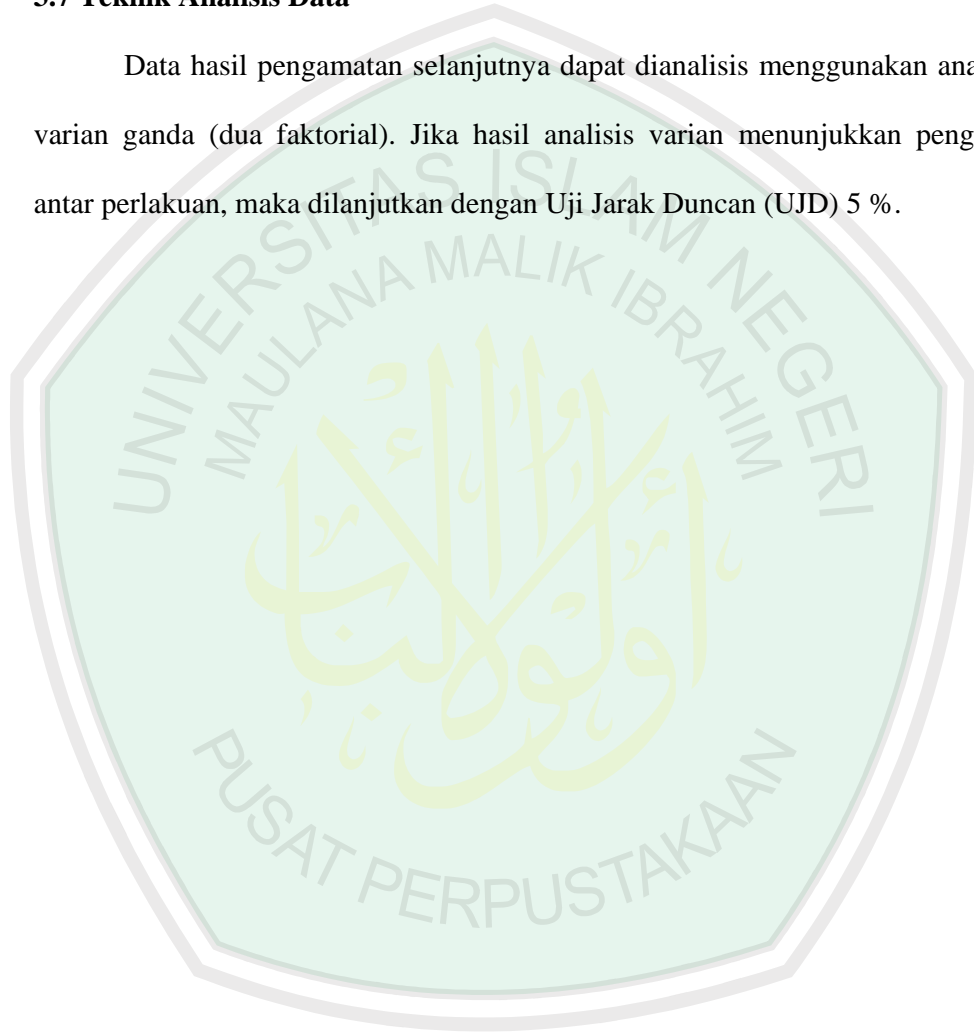 3.7 Teknik Analisis Data
Data hasil pengamatan selanjutnya dapat dianalisis menggunakan ana
varian ganda (dua faktorial). Jika hasil analisis varian menunjukkan peng
antar perlakuan, maka dilanjutkan dengan Uji Jarak Duncan (UJD) 5 %.
UNIVERSITAS ISLAM NEGERI
MAULANA MALIK IBRAHIM
PUSAT PERPUSTAKAAN